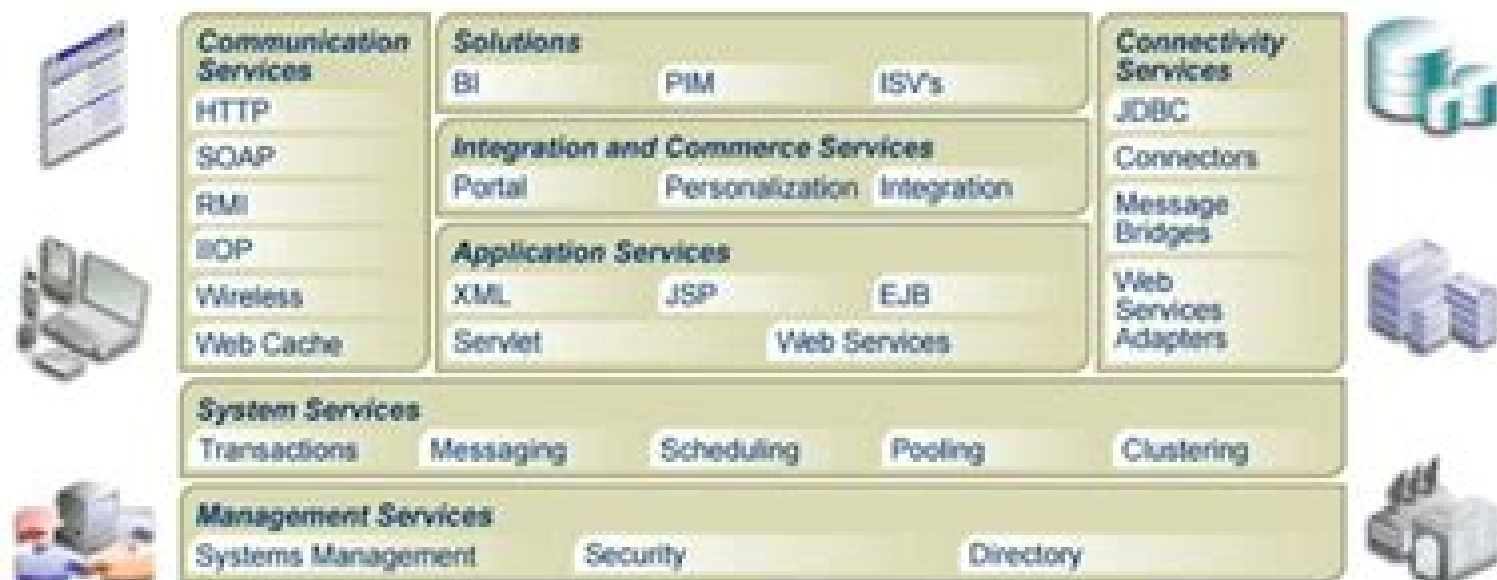 Communication
Services
HTTP
SOAP
RMI
IIOP
Wireless
Web Cache
Solutions
BI PIM ISV's
Integration and Commerce Services
Portal Personalization Integration
Application Services
XML JSP EJB
Servlet Web Services
Connectivity
Services
JDBC
Connectors
Message
Bridges
Web
Services
Adapters
System Services
Transactions Messaging Scheduling Pooling Clustering
Management Services
Systems Management Security Directory